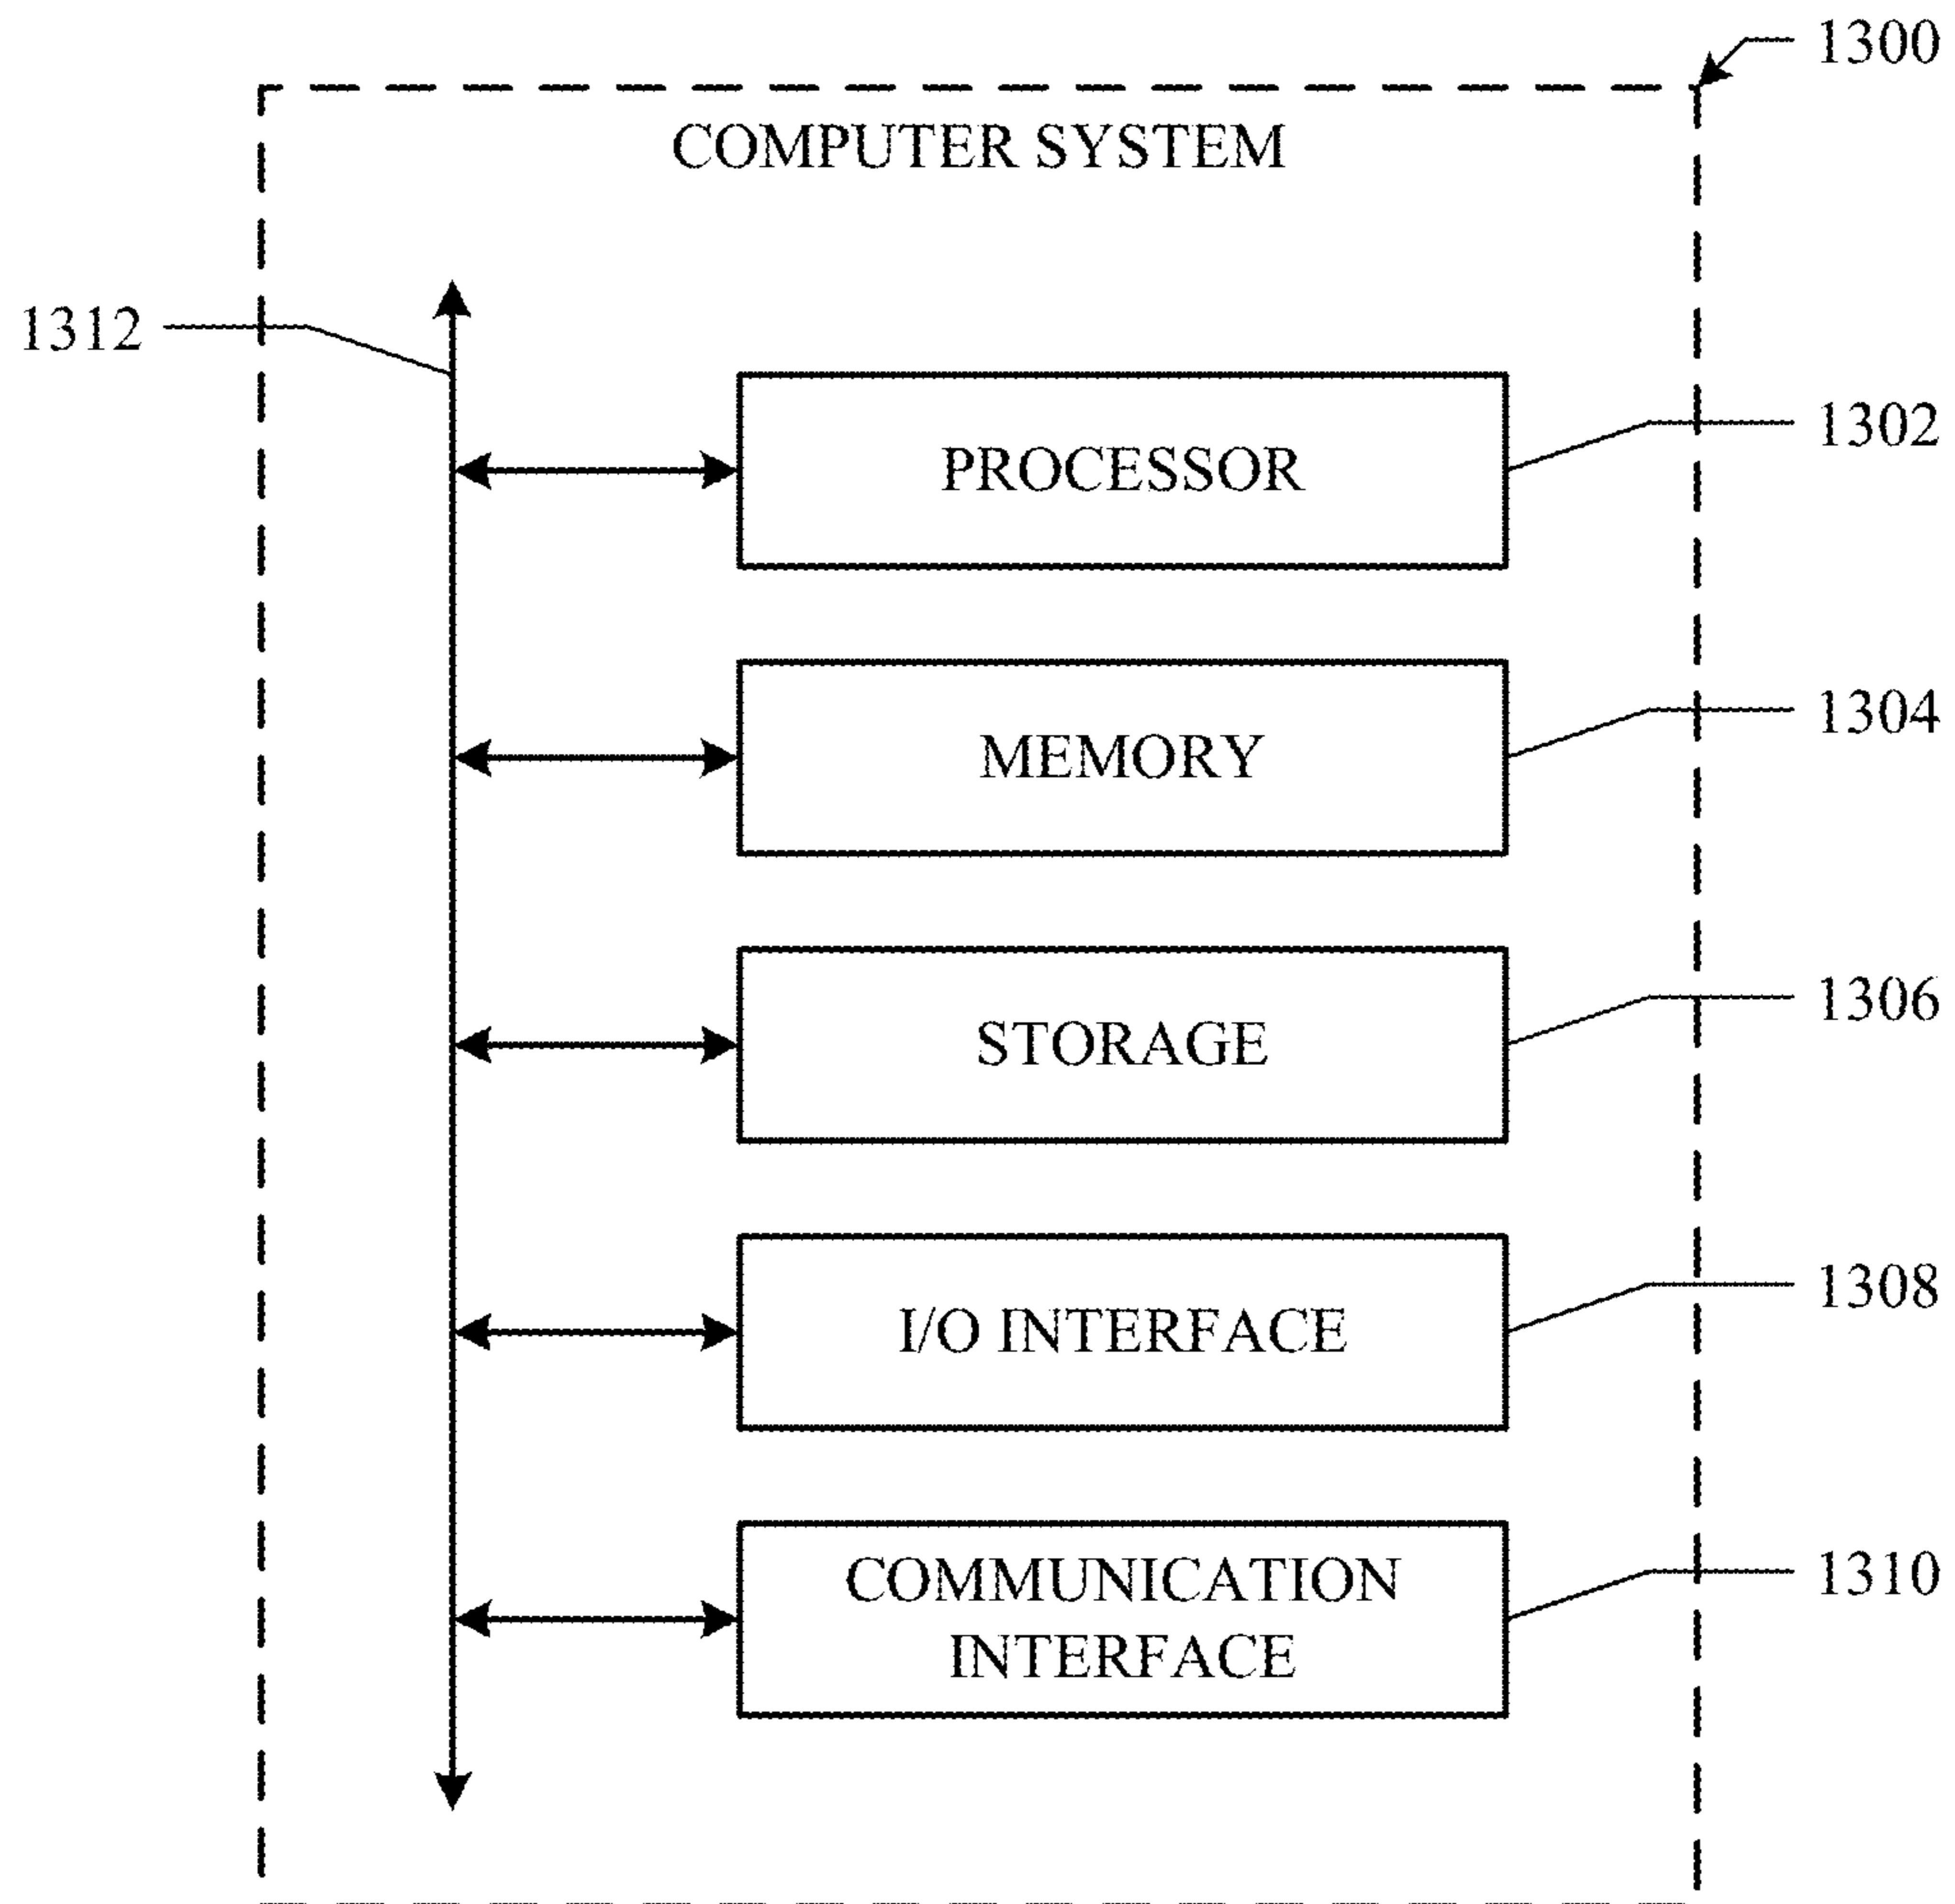 1300
COMPUTER SYSTEM
1312
PROCESSOR
1302
MEMORY
1304
STORAGE
1306
I/O INTERFACE
1308
COMMUNICATION
INTERFACE
1310